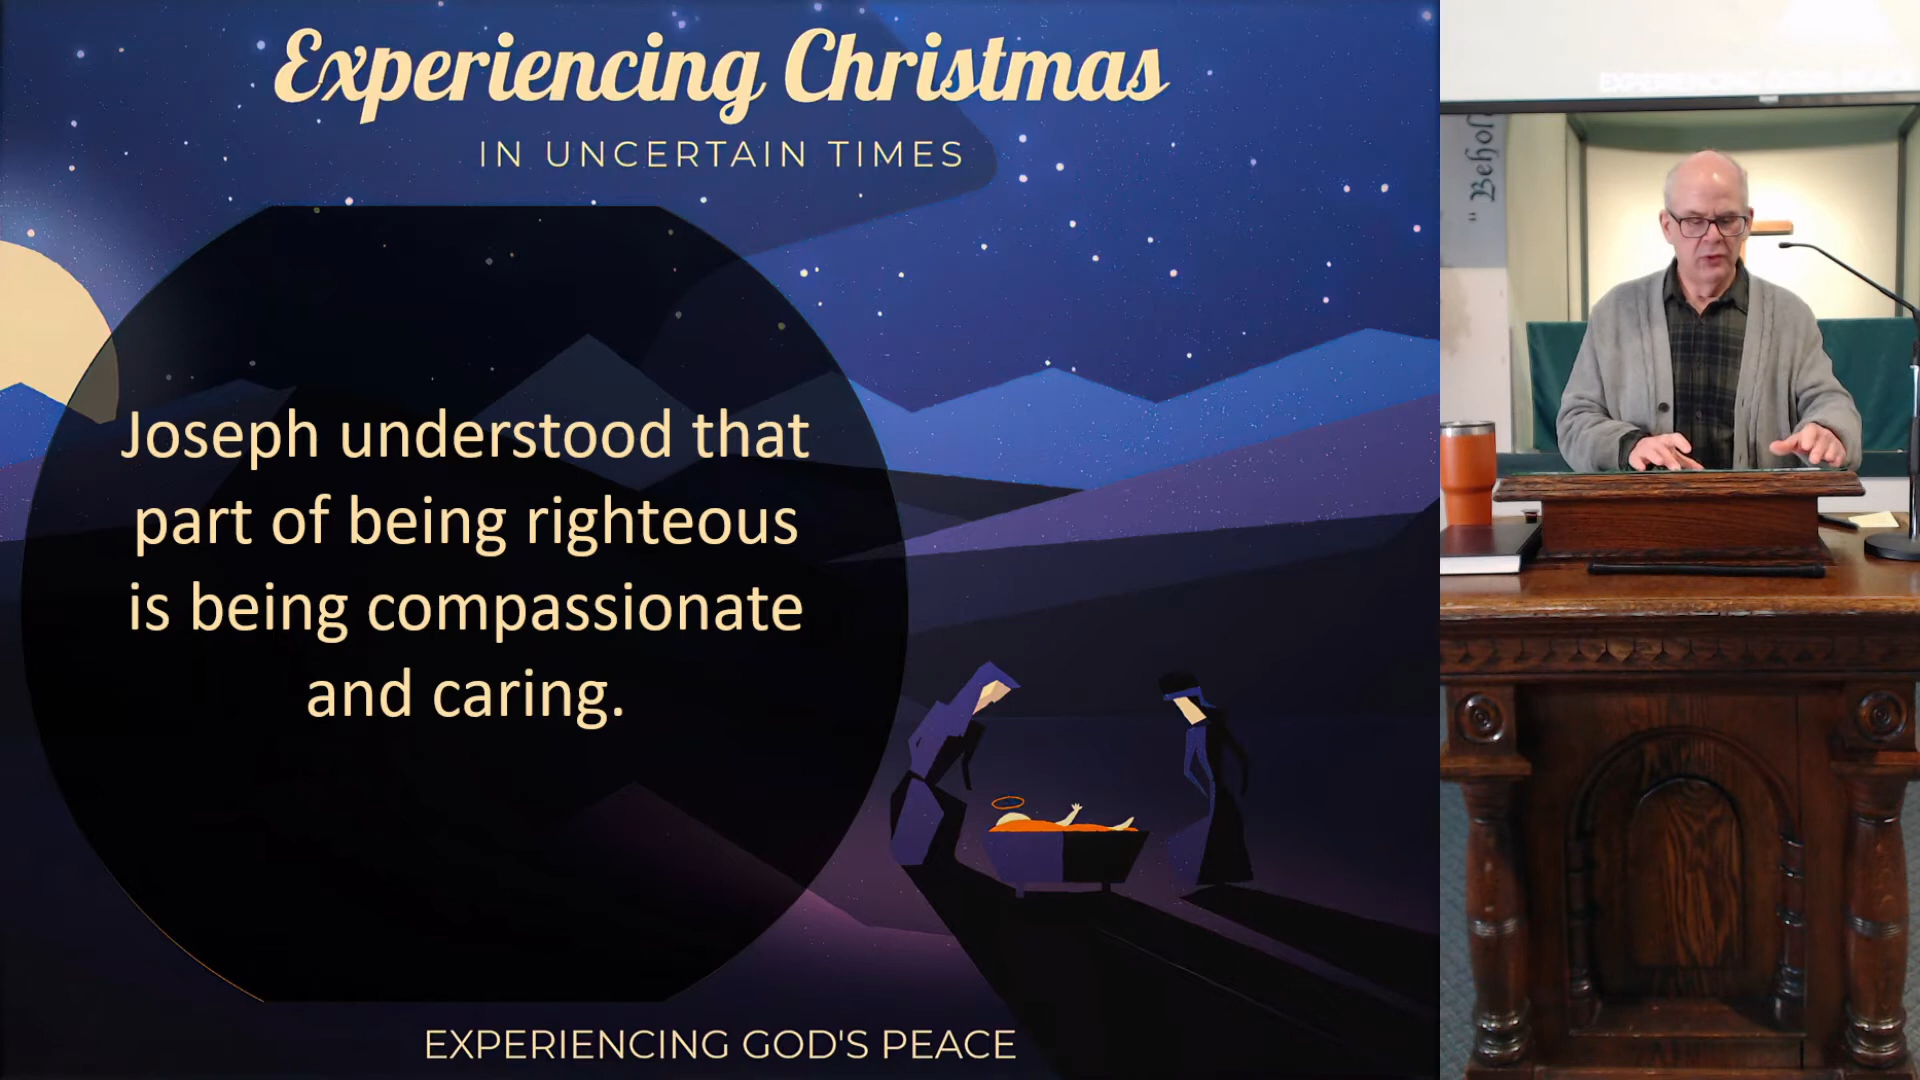 Experiencing Christmas
IN UNCERTAIN TIMES
Joseph understood that
part of being righteous
is being compassionate
and caring.
EXPERIENCING GOD'S PEACE
"Behol